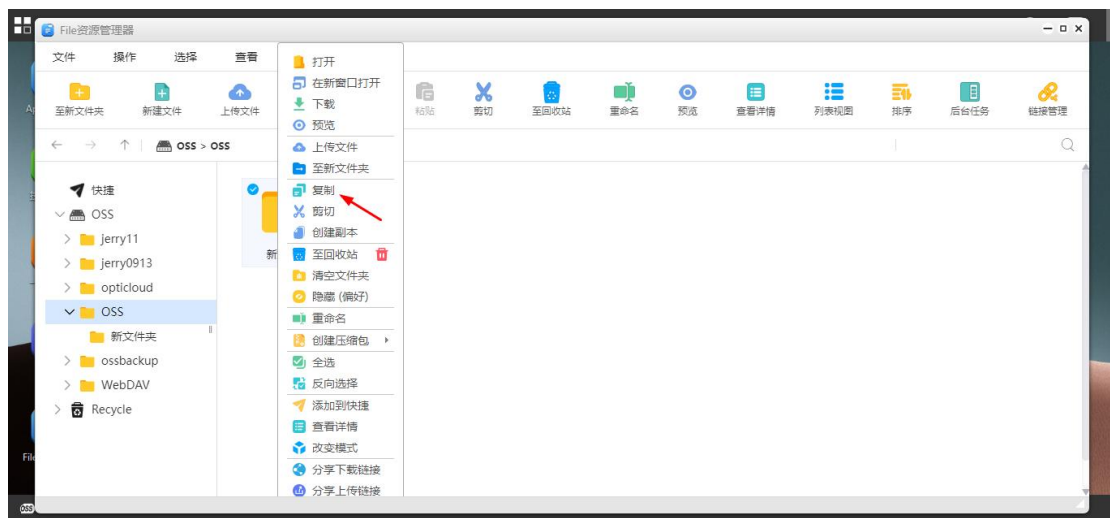 File资源管理器
文件 操作 选择 查看
至新文件夹 新建文件 上传文件 粘贴 剪切 至回收站 重命名 预览 查看详情 列表视图 排序 后台任务 链接管理
oss > oss
快捷
OSS
jerry11
jerry0913
opticloud
OSS
新文件夹
ossbackup
WebDAV
Recycle
新
打开
在新窗口打开
下载
预览
上传文件
至新文件夹
复制
剪切
创建副本
至回收站
清空文件夹
隐藏 (偏好)
重命名
创建压缩包
全选
反向选择
添加到快捷
查看详情
改变模式
分享下载链接
分享上传链接
File
OSS